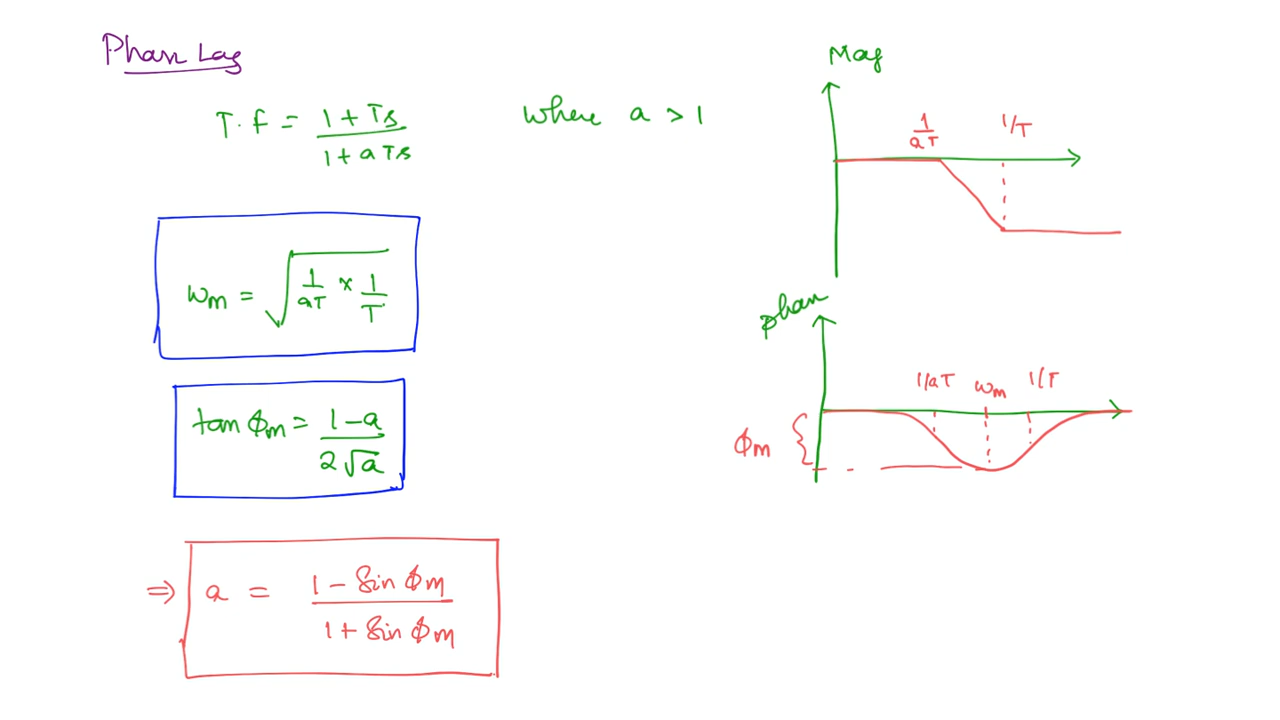 Phase Lag
T.f = 1 + Ts / 1 + aTs where a > 1
ωm = √(1/aT × 1/T)
tan ϕm = 1 - a / 2√a
⇒ a = 1 - Sin ϕm / 1 + Sin ϕm
Mag
1/aT 1/T
phase
1/aT ωm 1/T
ϕm